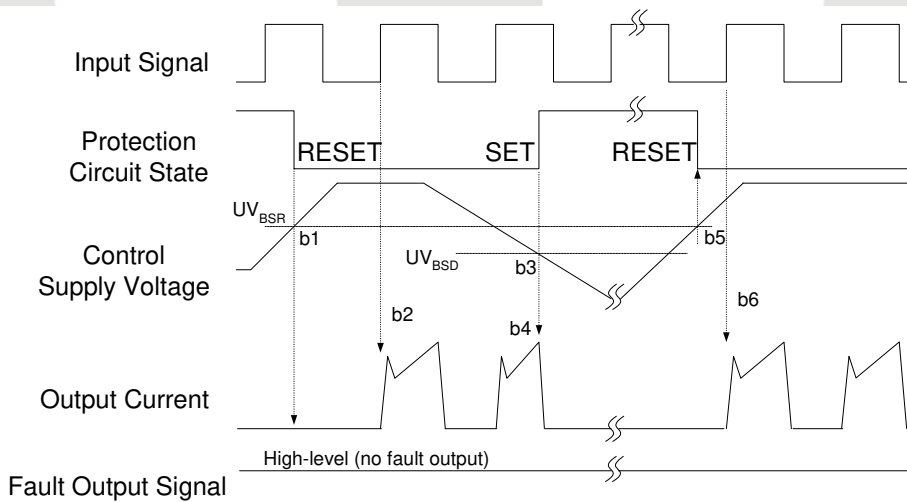 Input Signal
Protection
Circuit State
RESET
SET
RESET
UV_BSR
b1
UV_BSD
b3
b5
Control
Supply Voltage
b2
b4
b6
Output Current
High-level (no fault output)
Fault Output Signal